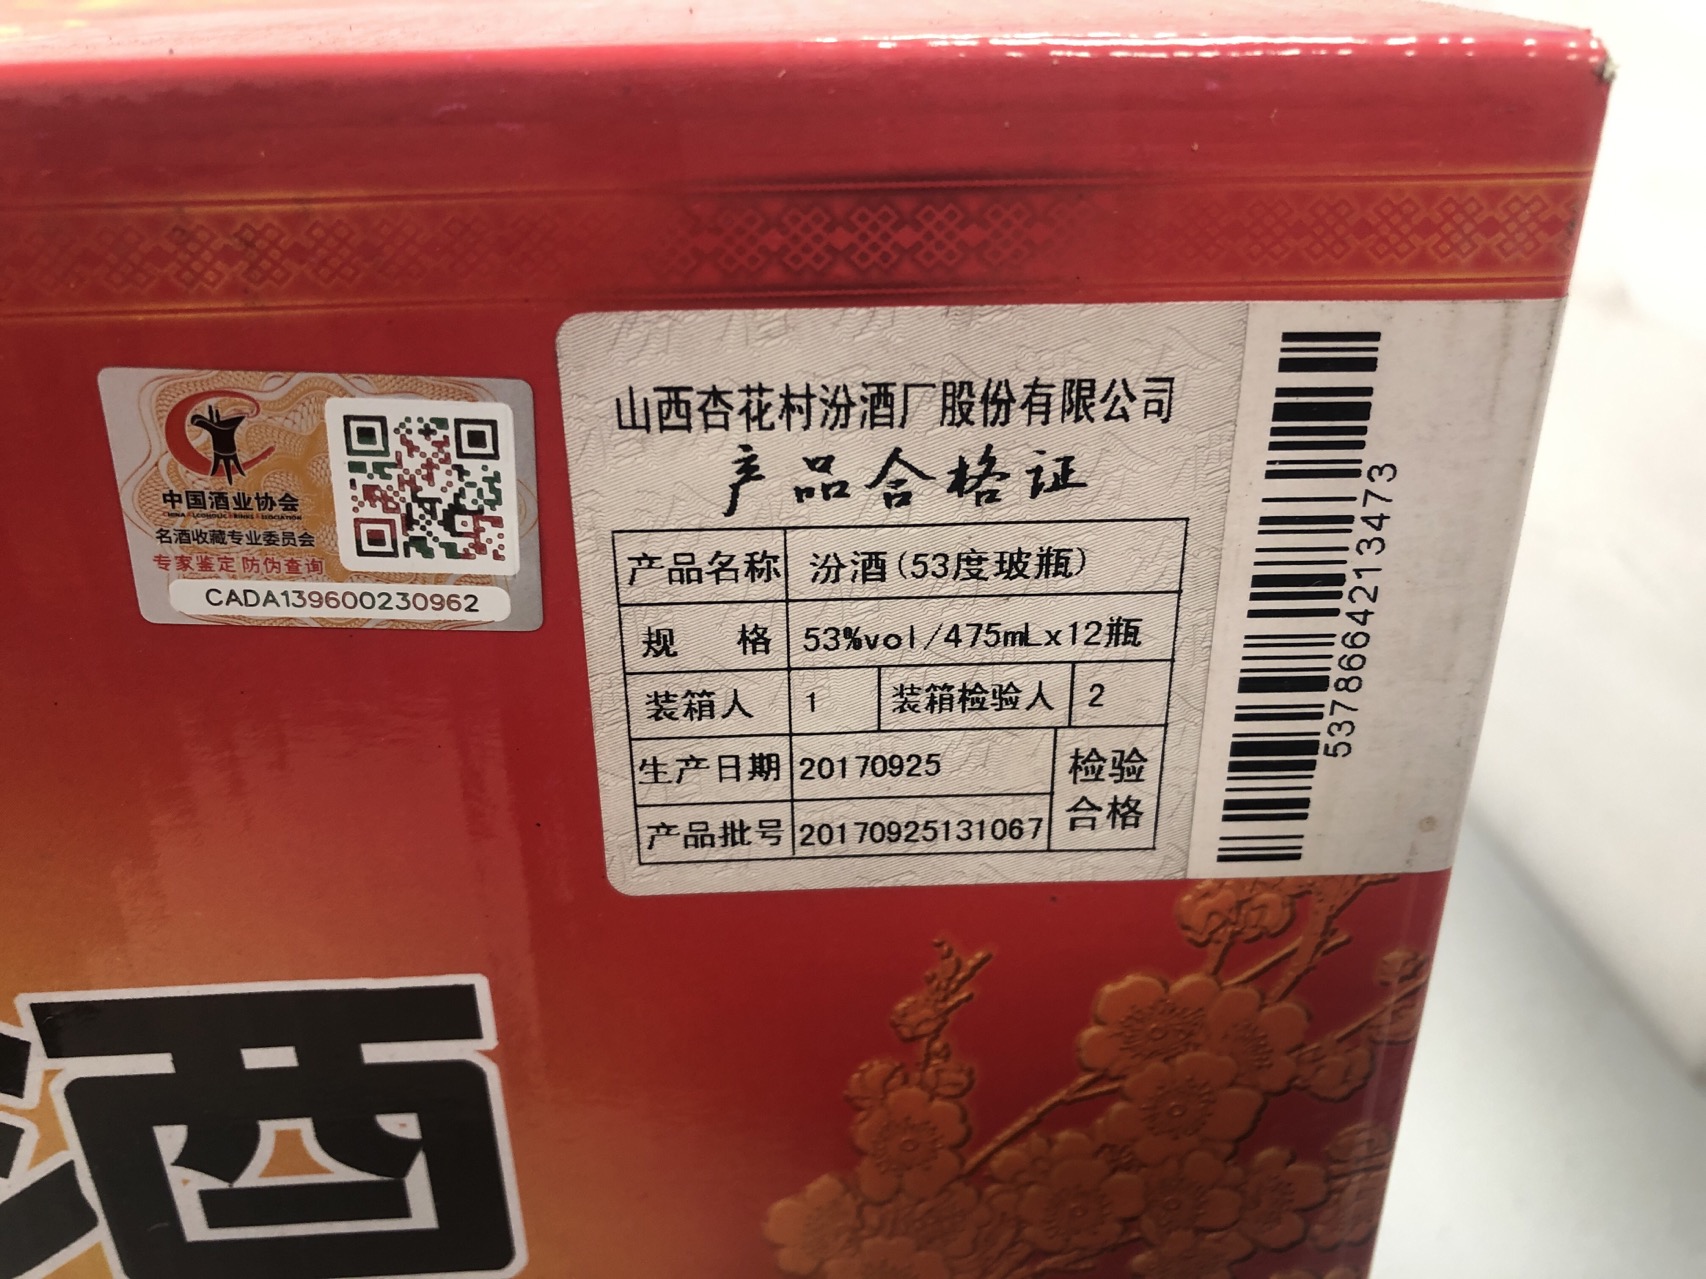 中国酒业协会
名酒收藏专业委员会
专家鉴定 防伪查询
CADA139600230962
山西杏花村汾酒厂股份有限公司
产品合格证
产品名称 汾酒(53度玻瓶)
规 格 53%vol/475mLx12瓶
装箱人 1 装箱检验人 2
生产日期 20170925 检验
产品批号 20170925131067 合格
5378664213473
酒